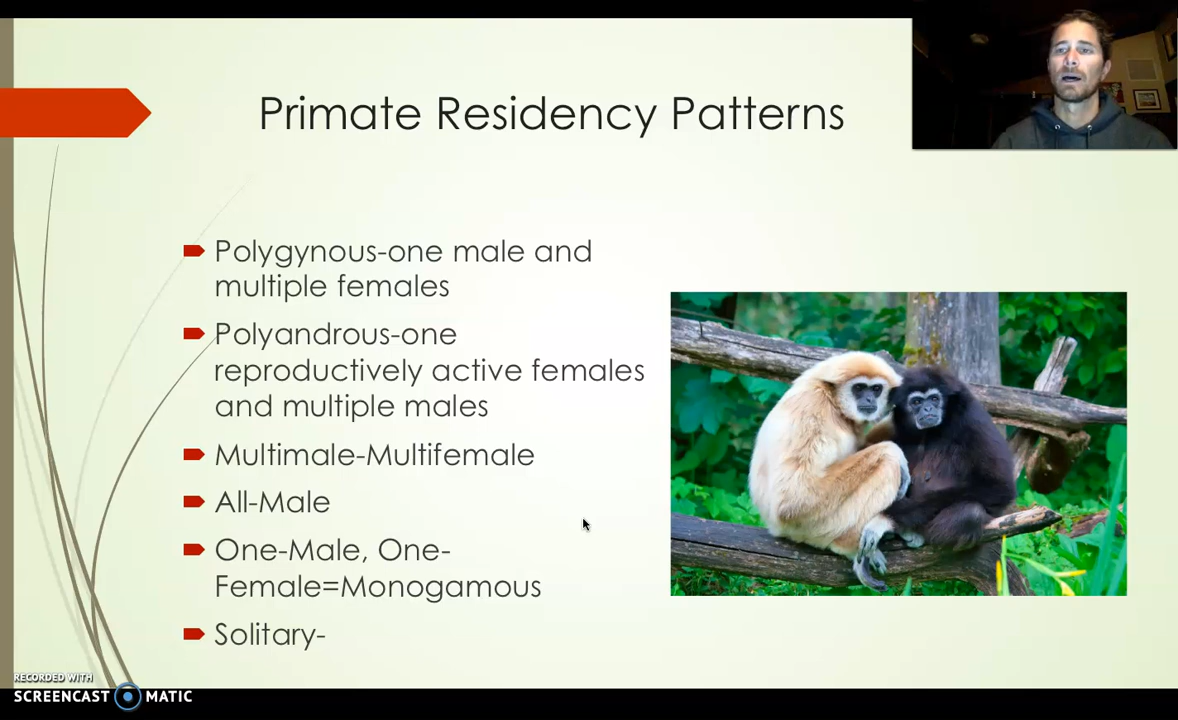 Primate Residency Patterns
Polygynous-one male and
multiple females
Polyandrous-one
reproductively active females
and multiple males
Multimale-Multifemale
All-Male
One-Male, One-
Female=Monogamous
Solitary-
RECORDED WITH
SCREENCAST MATIC